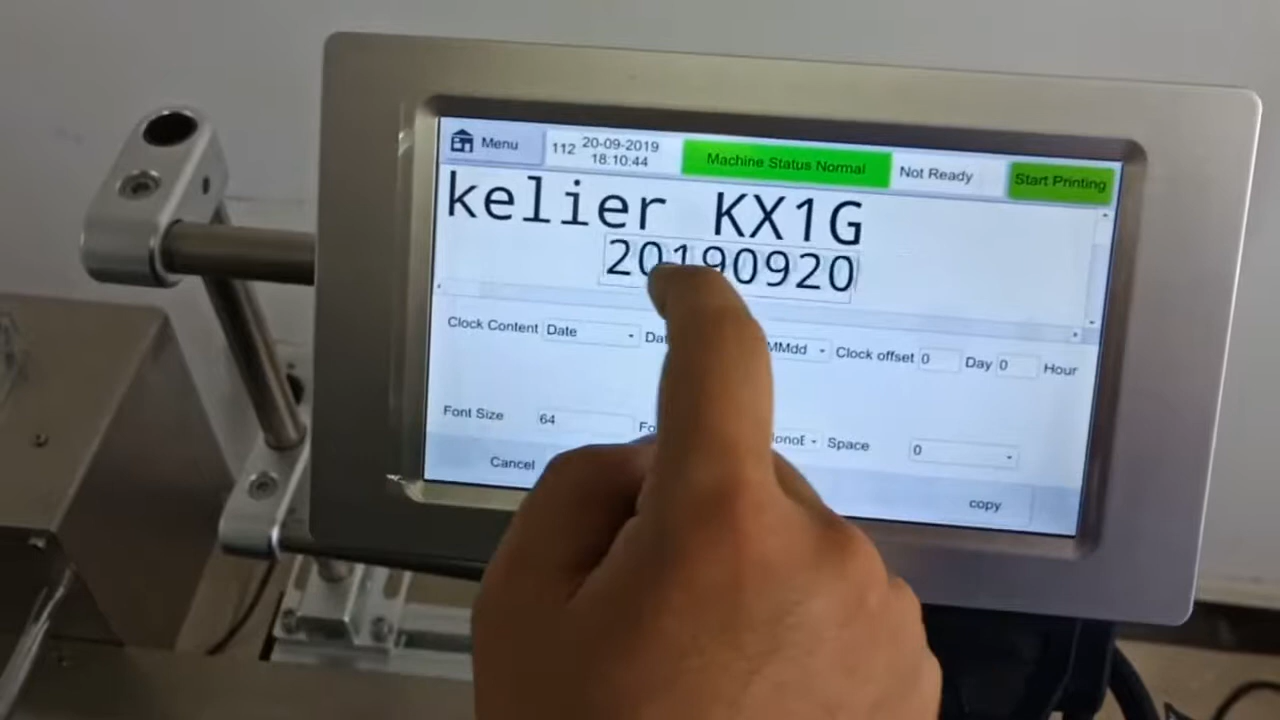 Menu
112 20-09-2019 18:10:44
Machine Status Normal
Not Ready
Start Printing
kelier KX1G
20190920
Clock Content Date
MMdd Clock offset 0 Day 0 Hour
Font Size 64
Space 0
Cancel
copy